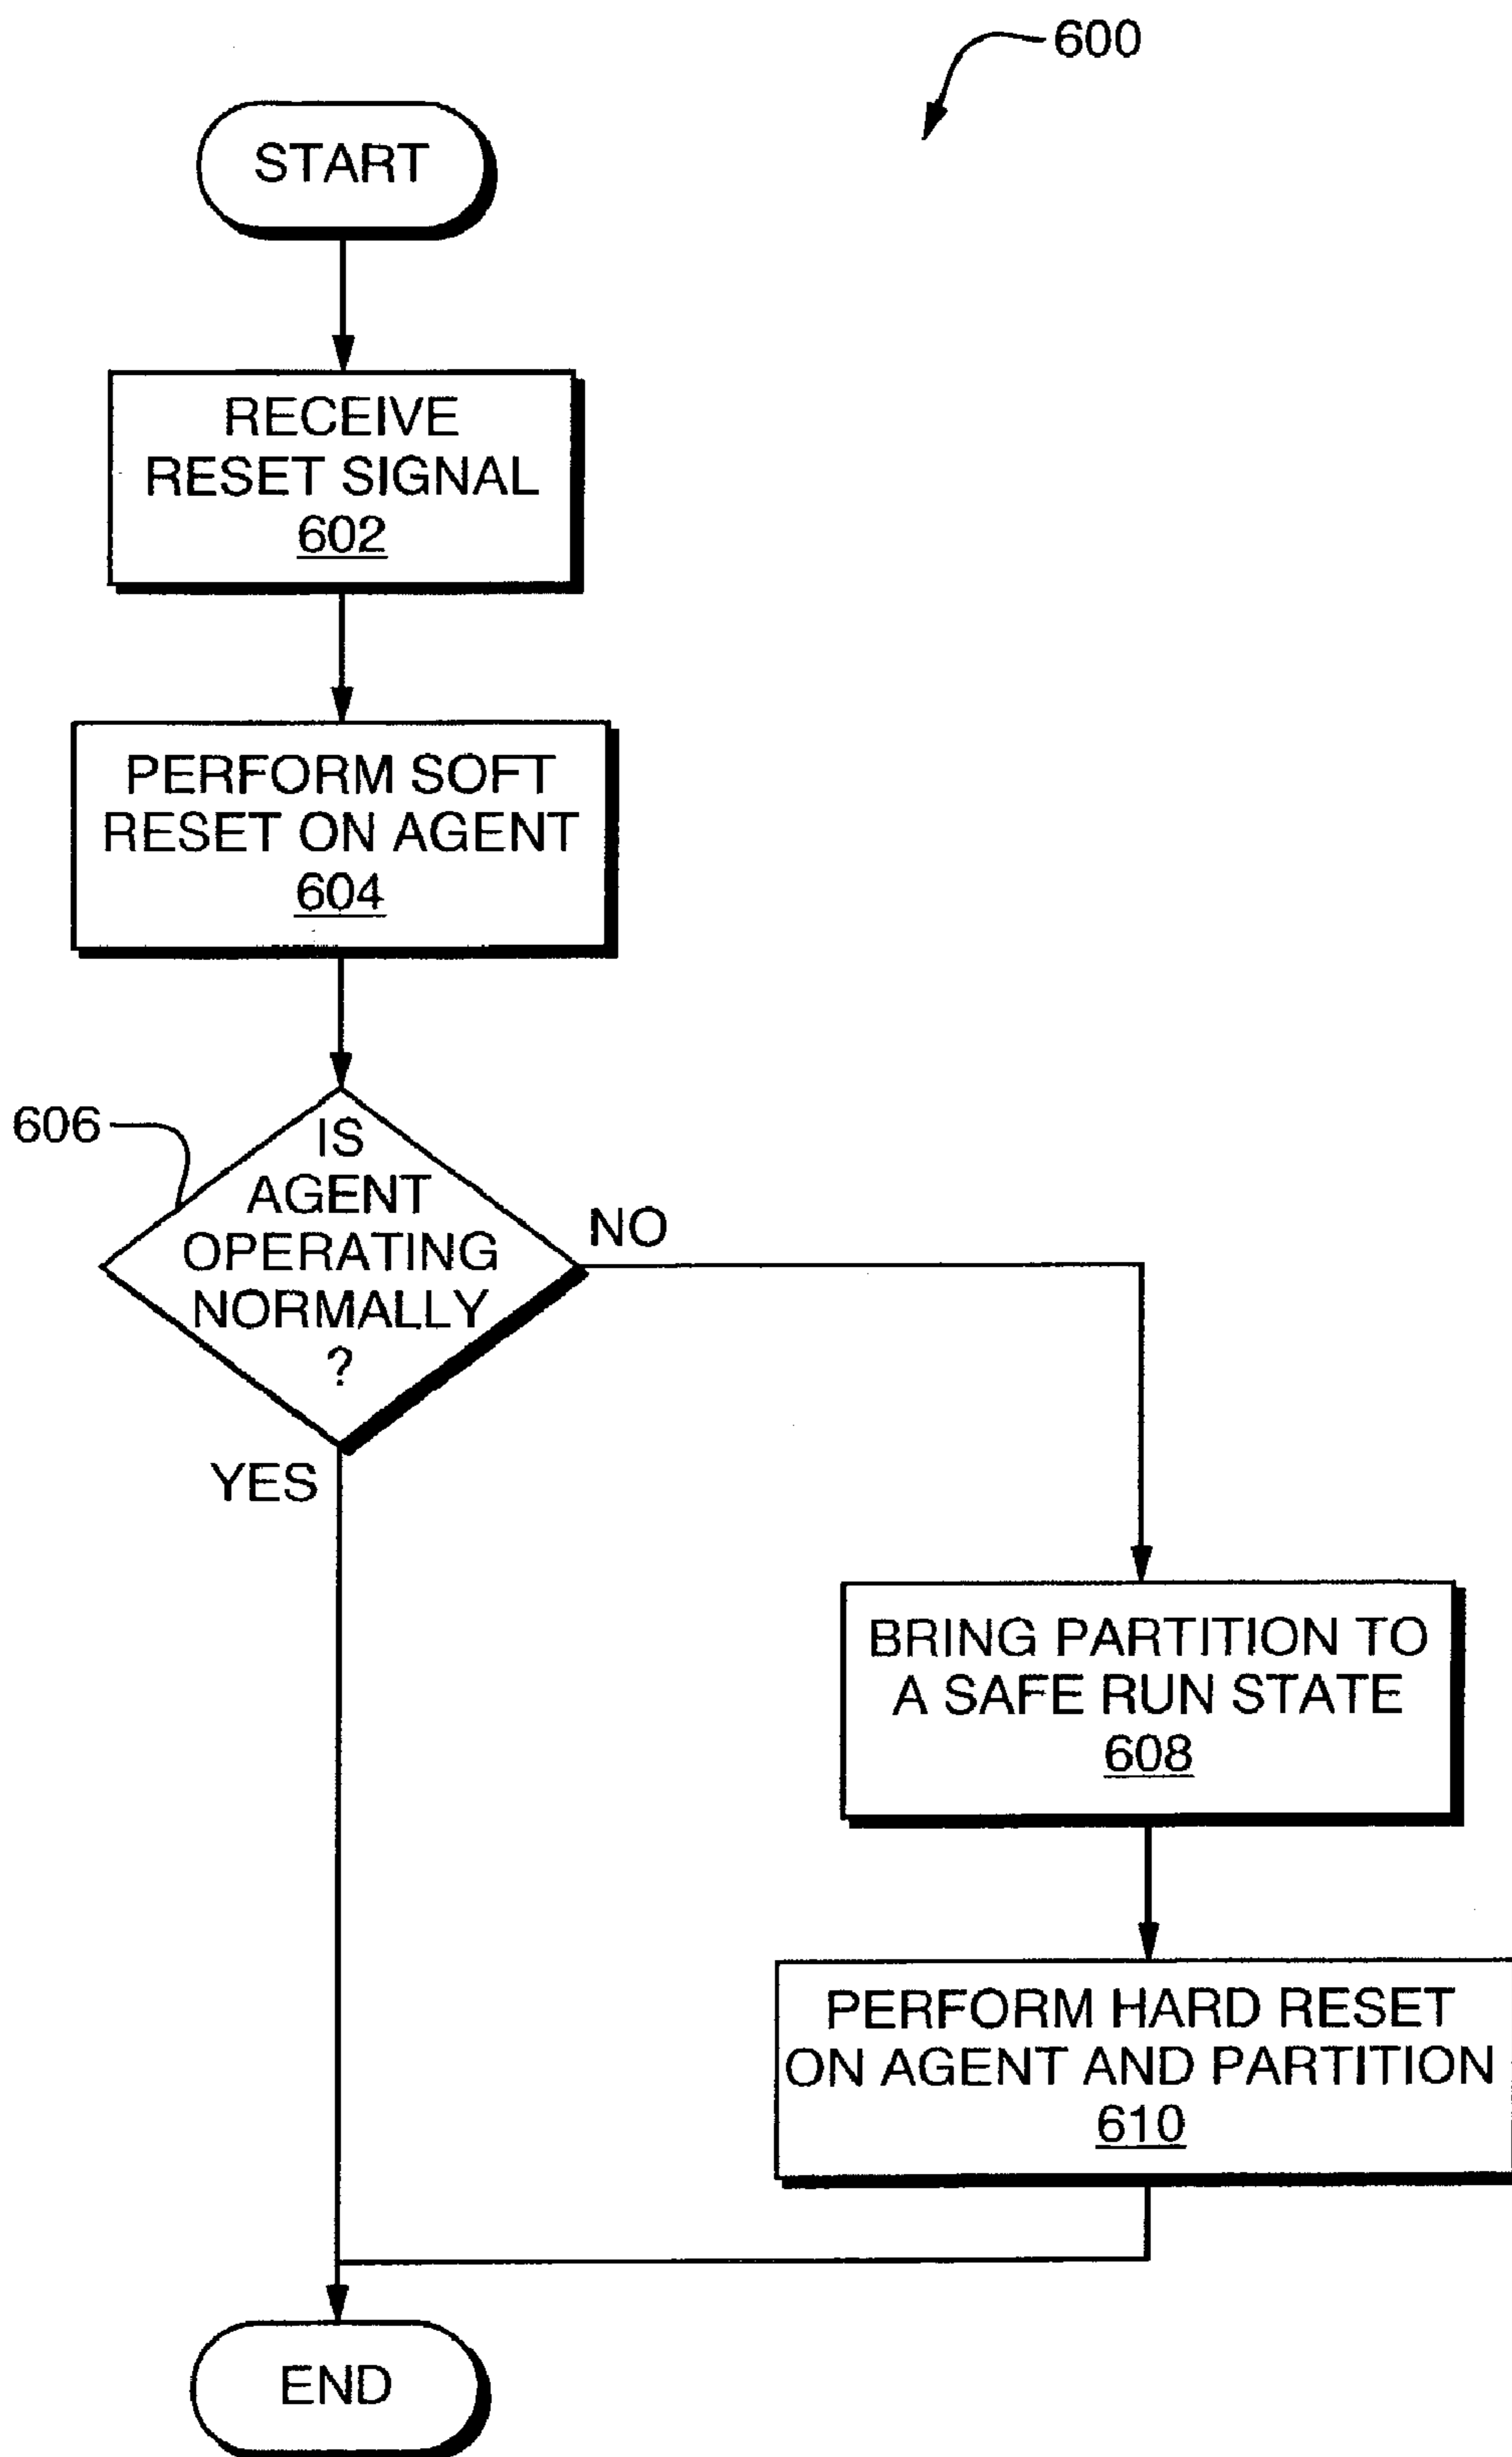 600
START
RECEIVE
RESET SIGNAL
602
PERFORM SOFT
RESET ON AGENT
604
606
IS
AGENT
OPERATING
NORMALLY
?
NO
YES
BRING PARTITION TO
A SAFE RUN STATE
608
PERFORM HARD RESET
ON AGENT AND PARTITION
610
END